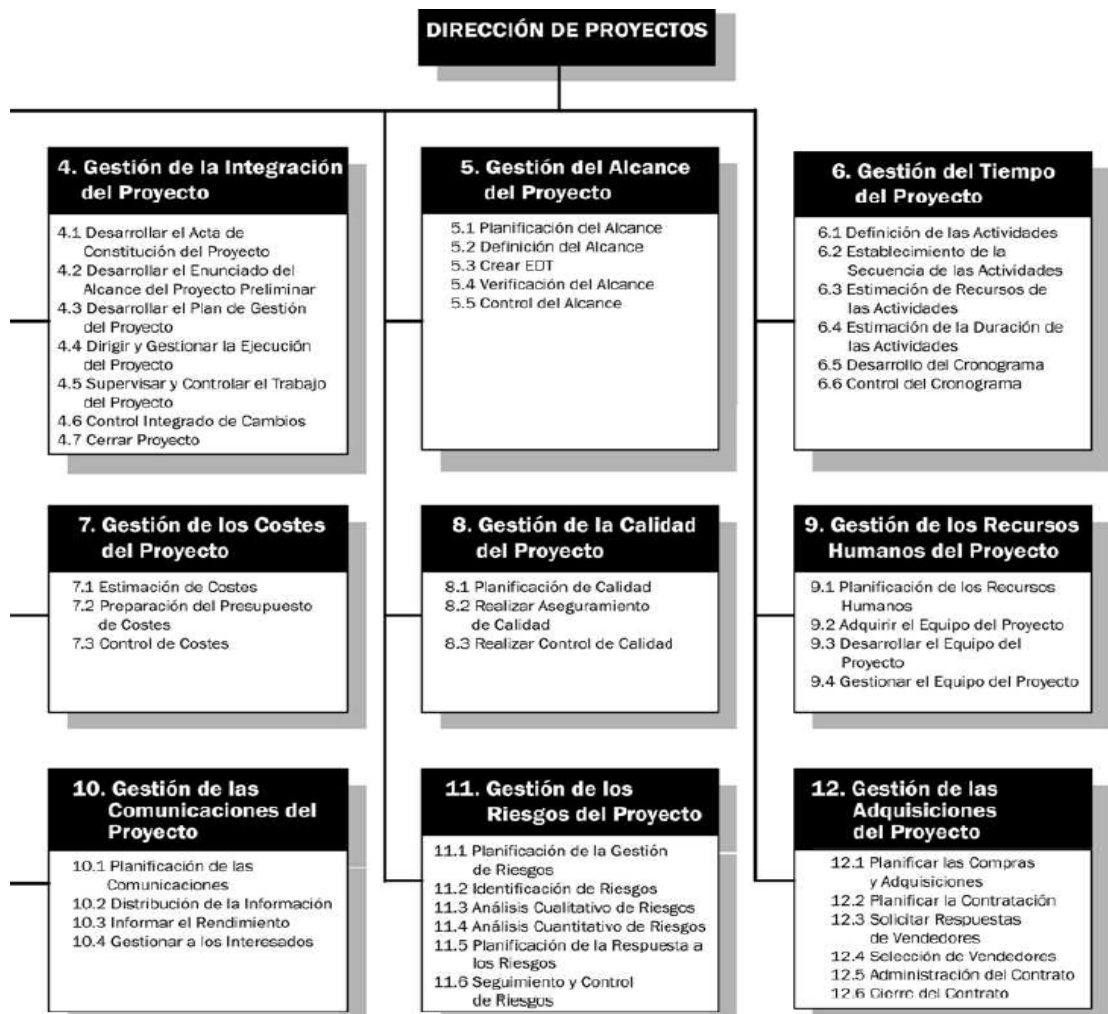 DIRECCIÓN DE PROYECTOS
4. Gestión de la Integración
del Proyecto
4.1 Desarrollar el Acta de
Constitución del Proyecto
4.2 Desarrollar el Enunciado del
Alcance del Proyecto Preliminar
4.3 Desarrollar el Plan de Gestión
del Proyecto
4.4 Dirigir y Gestionar la Ejecución
del Proyecto
4.5 Supervisar y Controlar el Trabajo
del Proyecto
4.6 Control Integrado de Cambios
4.7 Cerrar Proyecto
5. Gestión del Alcance
del Proyecto
5.1 Planificación del Alcance
5.2 Definición del Alcance
5.3 Crear EDT
5.4 Verificación del Alcance
5.5 Control del Alcance
6. Gestión del Tiempo
del Proyecto
6.1 Definición de las Actividades
6.2 Establecimiento de la
Secuencia de las Actividades
6.3 Estimación de Recursos de
las Actividades
6.4 Estimación de la Duración de
las Actividades
6.5 Desarrollo del Cronograma
6.6 Control del Cronograma
7. Gestión de los Costes
del Proyecto
7.1 Estimación de Costes
7.2 Preparación del Presupuesto
de Costes
7.3 Control de Costes
8. Gestión de la Calidad
del Proyecto
8.1 Planificación de Calidad
8.2 Realizar Aseguramiento
de Calidad
8.3 Realizar Control de Calidad
9. Gestión de los Recursos
Humanos del Proyecto
9.1 Planificación de los Recursos
Humanos
9.2 Adquirir el Equipo del Proyecto
9.3 Desarrollar el Equipo del
Proyecto
9.4 Gestionar el Equipo del Proyecto
10. Gestión de las
Comunicaciones del
Proyecto
10.1 Planificación de las
Comunicaciones
10.2 Distribución de la Información
10.3 Informar el Rendimiento
10.4 Gestionar a los Interesados
11. Gestión de los
Riesgos del Proyecto
11.1 Planificación de la Gestión
de Riesgos
11.2 Identificación de Riesgos
11.3 Análisis Cualitativo de Riesgos
11.4 Análisis Cuantitativo de Riesgos
11.5 Planificación de la Respuesta a
los Riesgos
11.6 Seguimiento y Control
de Riesgos
12. Gestión de las
Adquisiciones
del Proyecto
12.1 Planificar las Compras
y Adquisiciones
12.2 Planificar la Contratación
12.3 Solicitar Respuestas
de Vendedores
12.4 Selección de Vendedores
12.5 Administración del Contrato
12.6 Cierre del Contrato